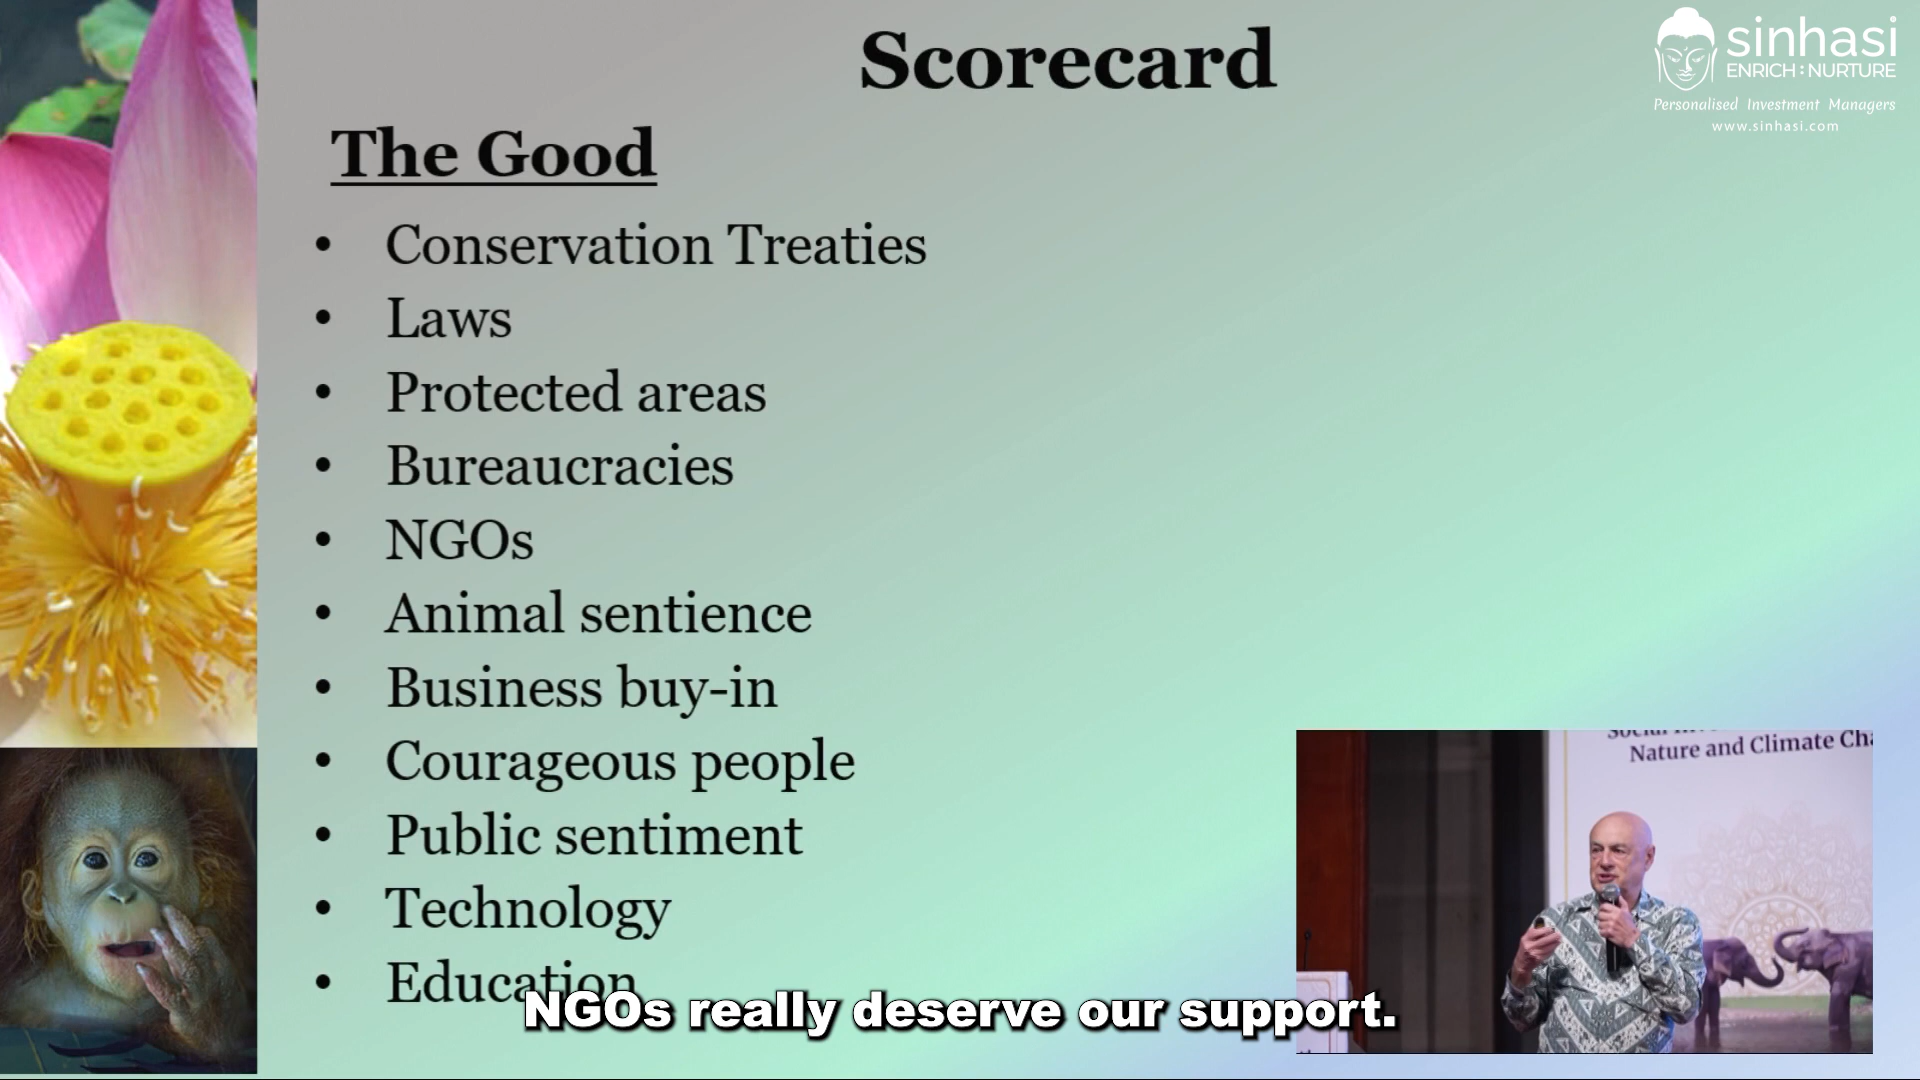 Scorecard
sinhasi
ENRICH : NURTURE
Personalised Investment Managers
www.sinhasi.com
The Good
• Conservation Treaties
• Laws
• Protected areas
• Bureaucracies
• NGOs
• Animal sentience
• Business buy-in
• Courageous people
• Public sentiment
• Technology
• Education
Social
Nature and Climate Cha
NGOs really deserve our support.